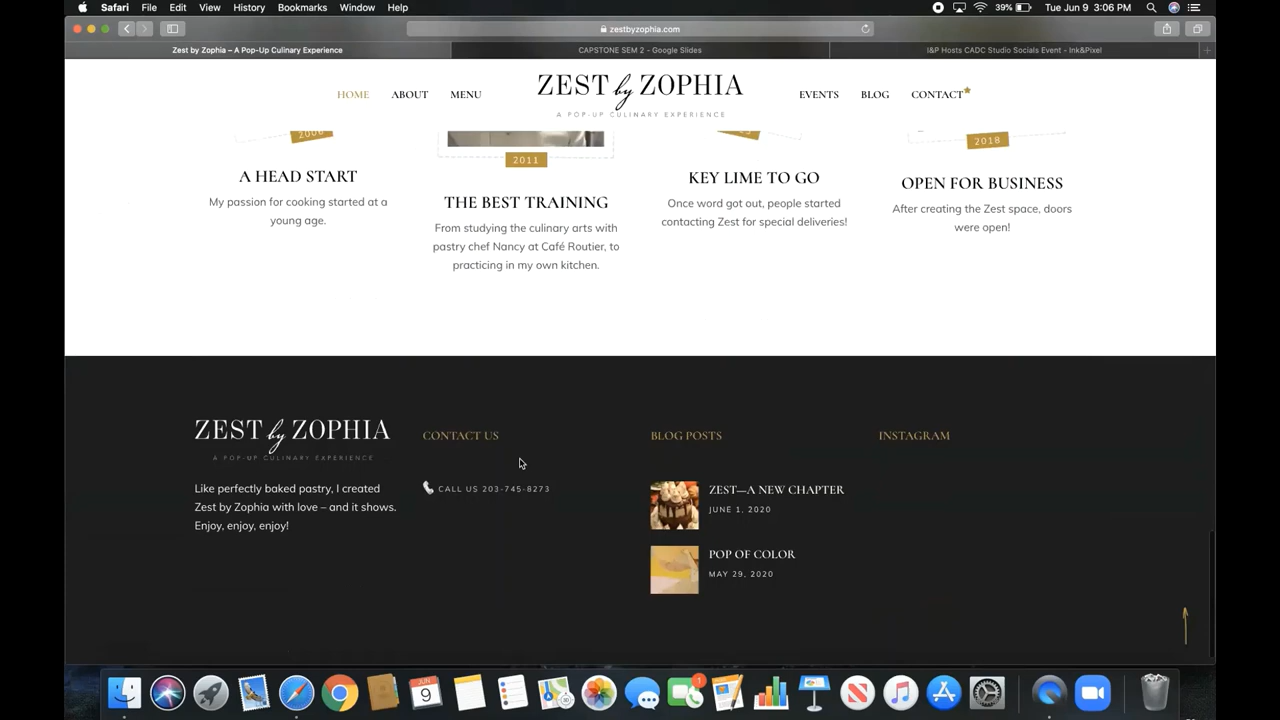 Safari File Edit View History Bookmarks Window Help 39% Tue Jun 9 3:06 PM
zestbyzophia.com
Zest by Zophia – A Pop-Up Culinary Experience CAPSTONE SEM 2 - Google Slides I&P Hosts CADC Studio Socials Event - Ink&Pixel
HOME ABOUT MENU ZEST by ZOPHIA EVENTS BLOG CONTACT
A POP-UP CULINARY EXPERIENCE
2011
2018
A HEAD START
My passion for cooking started at a
young age.
THE BEST TRAINING
From studying the culinary arts with
pastry chef Nancy at Café Routier, to
practicing in my own kitchen.
KEY LIME TO GO
Once word got out, people started
contacting Zest for special deliveries!
OPEN FOR BUSINESS
After creating the Zest space, doors
were open!
ZEST by ZOPHIA
A POP-UP CULINARY EXPERIENCE
Like perfectly baked pastry, I created
Zest by Zophia with love – and it shows.
Enjoy, enjoy, enjoy!
CONTACT US
CALL US 203-745-8273
BLOG POSTS
ZEST—A NEW CHAPTER
JUNE 1, 2020
POP OF COLOR
MAY 29, 2020
INSTAGRAM
JUN
9
1